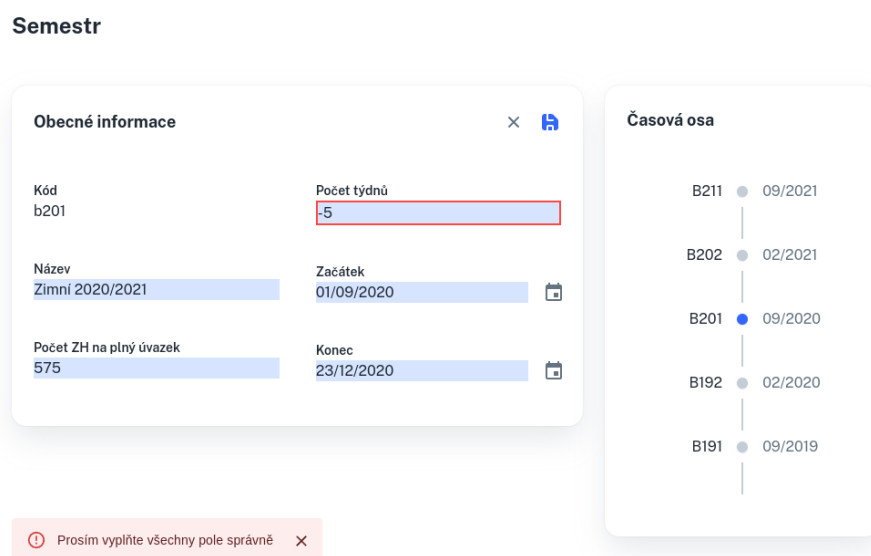 Semestr
Obecné informace
Kód
b201
Počet týdnů
-5
Název
Zimní 2020/2021
Začátek
01/09/2020
Počet ZH na plný úvazek
575
Konec
23/12/2020
Časová osa
B211 09/2021
B202 02/2021
B201 09/2020
B192 02/2020
B191 09/2019
Prosím vyplňte všechny pole správně